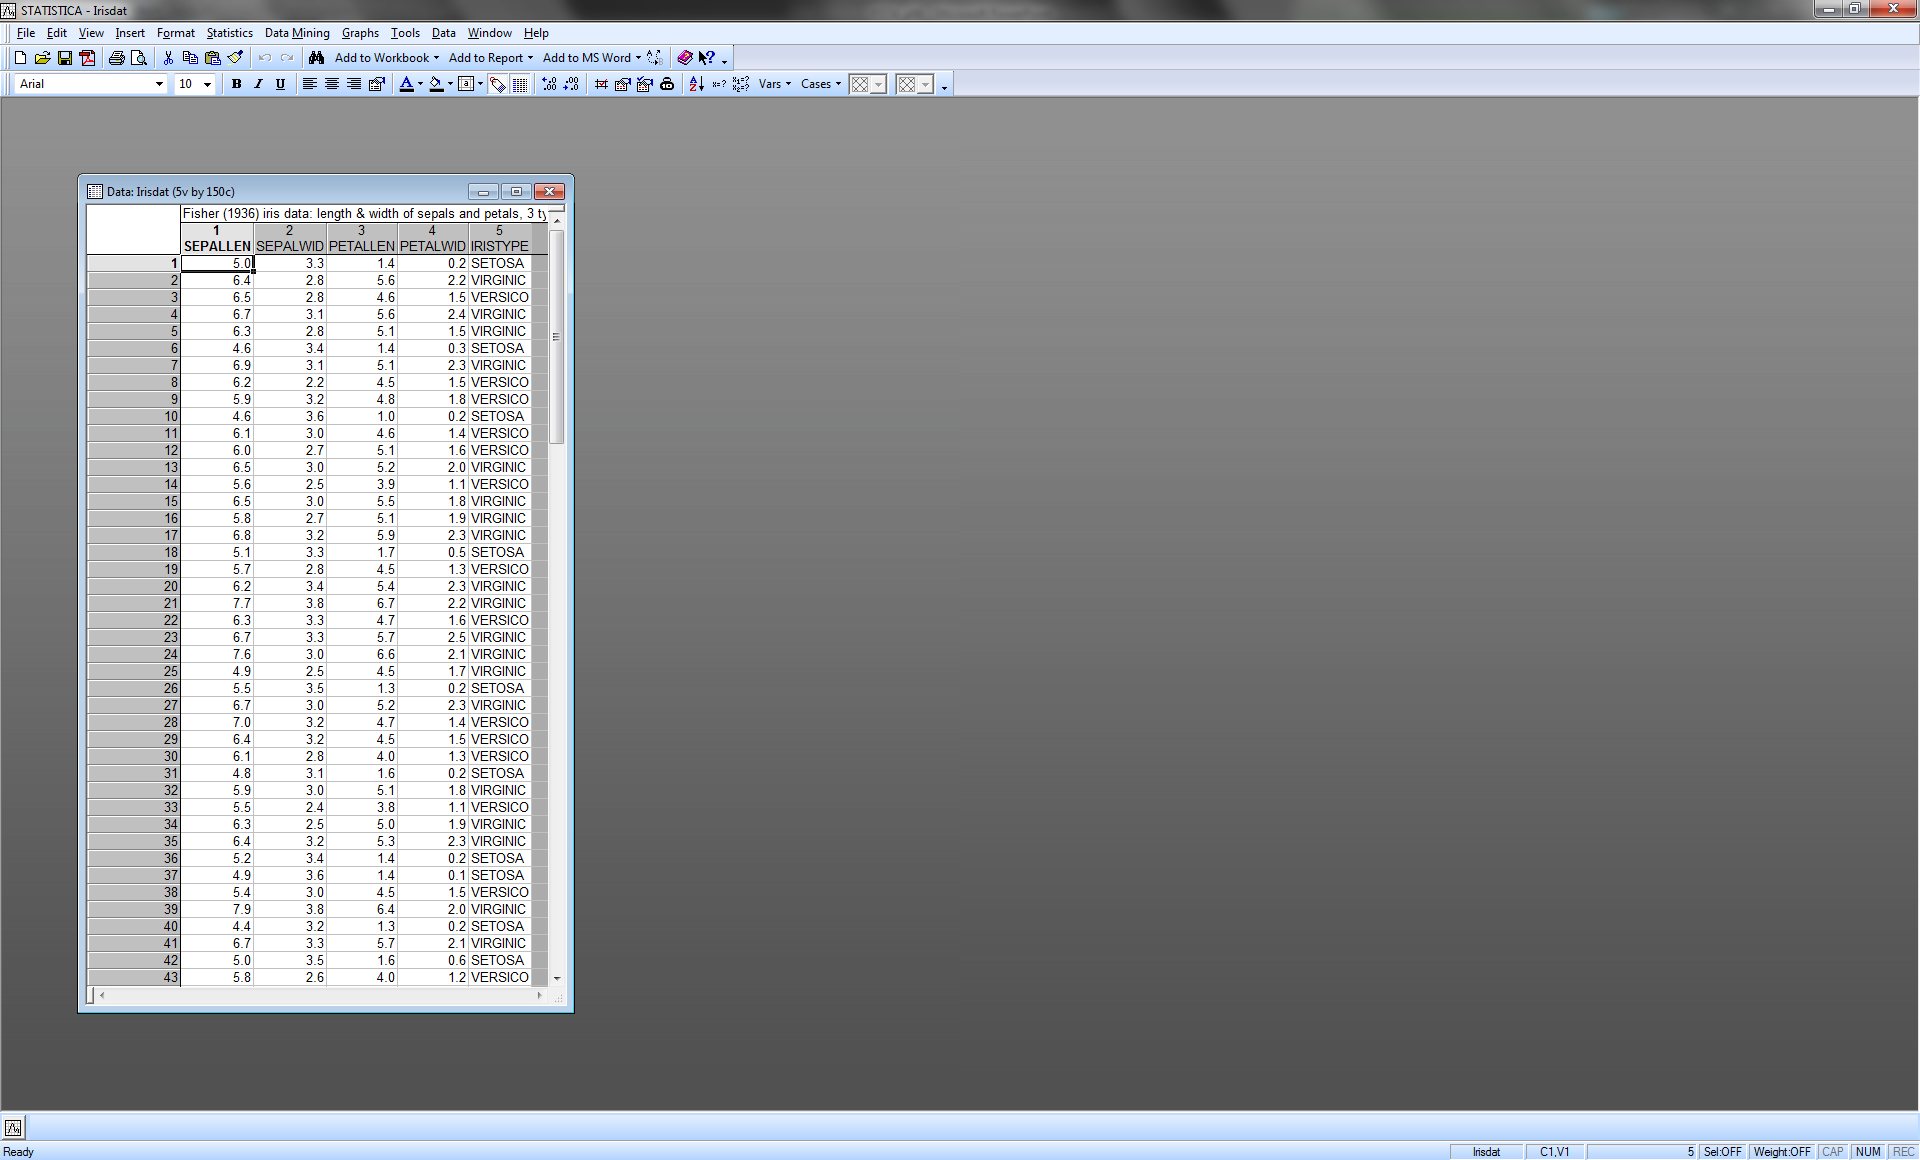 STATISTICA - Irisdat
File Edit View Insert Format Statistics Data Mining Graphs Tools Data Window Help
Add to Workbook Add to Report Add to MS Word
Arial 10 B I U Vars Cases
Data: Irisdat (5v by 150c)
Fisher (1936) iris data: length & width of sepals and petals, 3 ty
1 2 3 4 5
SEPALLEN SEPALWID PETALLEN PETALWID IRISTYPE
1 5.0 3.3 1.4 0.2 SETOSA
2 6.4 2.8 5.6 2.2 VIRGINIC
3 6.5 2.8 4.6 1.5 VERSICO
4 6.7 3.1 5.6 2.4 VIRGINIC
5 6.3 2.8 5.1 1.5 VIRGINIC
6 4.6 3.4 1.4 0.3 SETOSA
7 6.9 3.1 5.1 2.3 VIRGINIC
8 6.2 2.2 4.5 1.5 VERSICO
9 5.9 3.2 4.8 1.8 VERSICO
10 4.6 3.6 1.0 0.2 SETOSA
11 6.1 3.0 4.6 1.4 VERSICO
12 6.0 2.7 5.1 1.6 VERSICO
13 6.5 3.0 5.2 2.0 VIRGINIC
14 5.6 2.5 3.9 1.1 VERSICO
15 6.5 3.0 5.5 1.8 VIRGINIC
16 5.8 2.7 5.1 1.9 VIRGINIC
17 6.8 3.2 5.9 2.3 VIRGINIC
18 5.1 3.3 1.7 0.5 SETOSA
19 5.7 2.8 4.5 1.3 VERSICO
20 6.2 3.4 5.4 2.3 VIRGINIC
21 7.7 3.8 6.7 2.2 VIRGINIC
22 6.3 3.3 4.7 1.6 VERSICO
23 6.7 3.3 5.7 2.5 VIRGINIC
24 7.6 3.0 6.6 2.1 VIRGINIC
25 4.9 2.5 4.5 1.7 VIRGINIC
26 5.5 3.5 1.3 0.2 SETOSA
27 6.7 3.0 5.2 2.3 VIRGINIC
28 7.0 3.2 4.7 1.4 VERSICO
29 6.4 3.2 4.5 1.5 VERSICO
30 6.1 2.8 4.0 1.3 VERSICO
31 4.8 3.1 1.6 0.2 SETOSA
32 5.9 3.0 5.1 1.8 VIRGINIC
33 5.5 2.4 3.8 1.1 VERSICO
34 6.3 2.5 5.0 1.9 VIRGINIC
35 6.4 3.2 5.3 2.3 VIRGINIC
36 5.2 3.4 1.4 0.2 SETOSA
37 4.9 3.6 1.4 0.1 SETOSA
38 5.4 3.0 4.5 1.5 VERSICO
39 7.9 3.8 6.4 2.0 VIRGINIC
40 4.4 3.2 1.3 0.2 SETOSA
41 6.7 3.3 5.7 2.1 VIRGINIC
42 5.0 3.5 1.6 0.6 SETOSA
43 5.8 2.6 4.0 1.2 VERSICO
Ready Irisdat C1,V1 5 Sel:OFF Weight:OFF CAP NUM REC